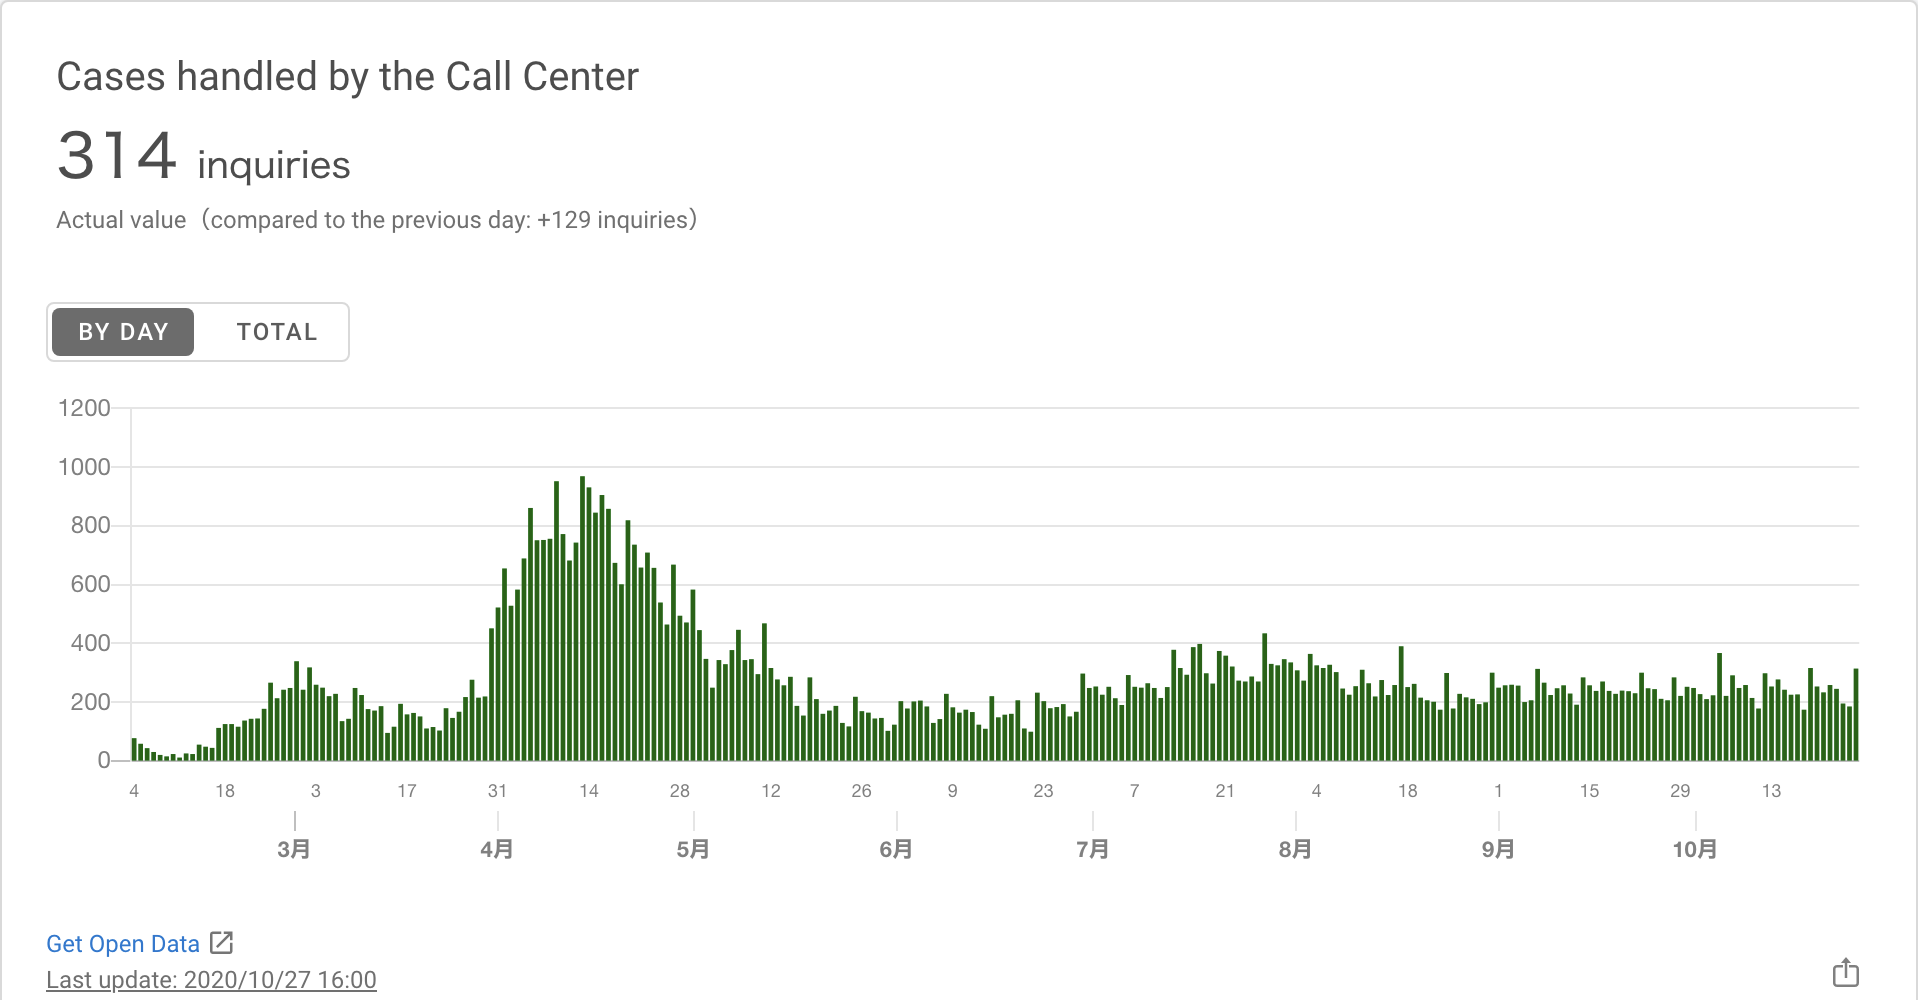 Cases handled by the Call Center
314 inquiries
Actual value（compared to the previous day: +129 inquiries）
BY DAY TOTAL
1200
1000
800
600
400
200
0
4 18 3 17 31 14 28 12 26 9 23 7 21 4 18 1 15 29 13
3月 4月 5月 6月 7月 8月 9月 10月
Get Open Data
Last update: 2020/10/27 16:00